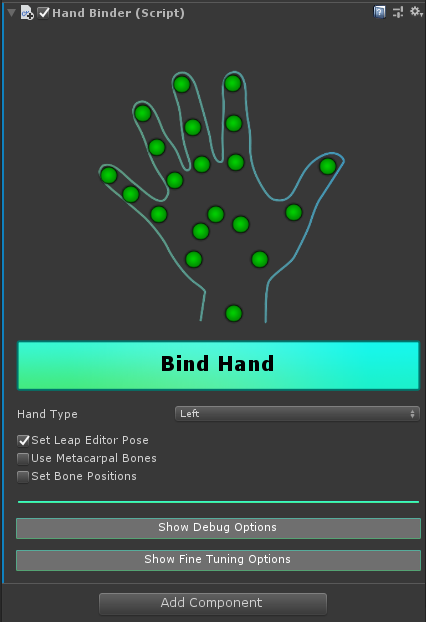 Hand Binder (Script)
Bind Hand
Hand Type
Left
Set Leap Editor Pose
Use Metacarpal Bones
Set Bone Positions
Show Debug Options
Show Fine Tuning Options
Add Component